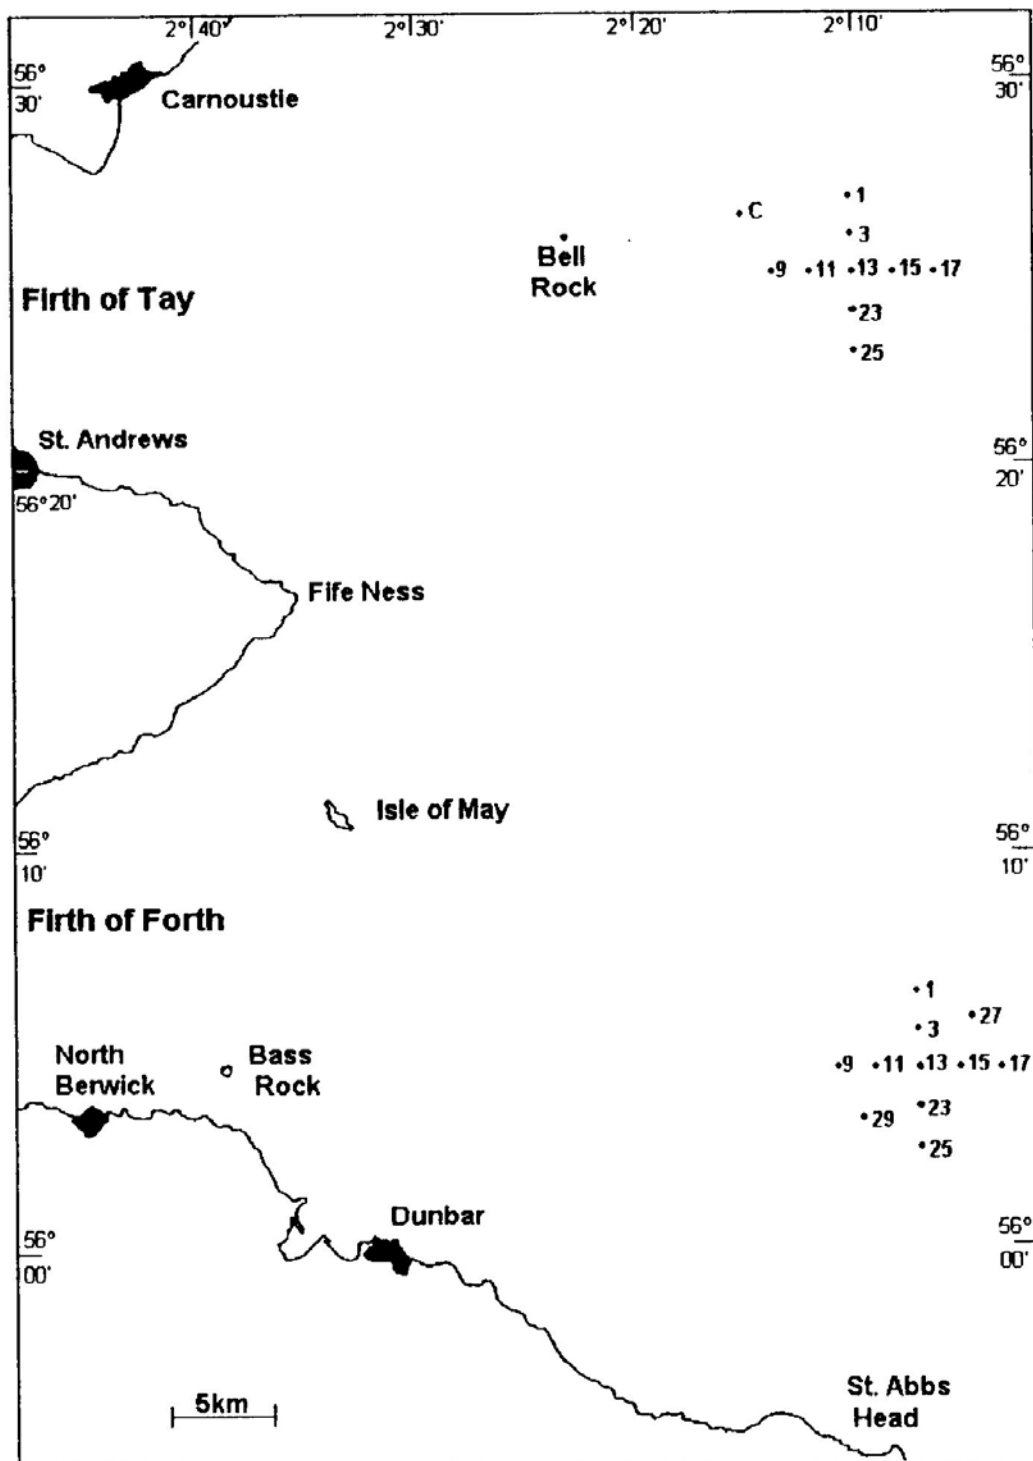 2°40' 2°30' 2°20' 2°10'
56° 56°
30' 30'
Carnoustie
1
C
3
Bell
Rock
9 11 13 15 17
Firth of Tay
23
25
St. Andrews
56°
20'
56°20'
Fife Ness
Isle of May
56° 56°
10' 10'
Firth of Forth
1
27
3
North Bass
Berwick Rock
9 11 13 15 17
23
29
25
Dunbar
56° 56°
00' 00'
5km
St. Abbs
Head